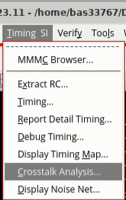 23.11 - /home/bas33767/D
Timing SI Verify Tools
MMMC Browser...
Extract RC...
Timing...
Report Detail Timing...
Debug Timing...
Display Timing Map...
Crosstalk Analysis...
Display Noise Net...